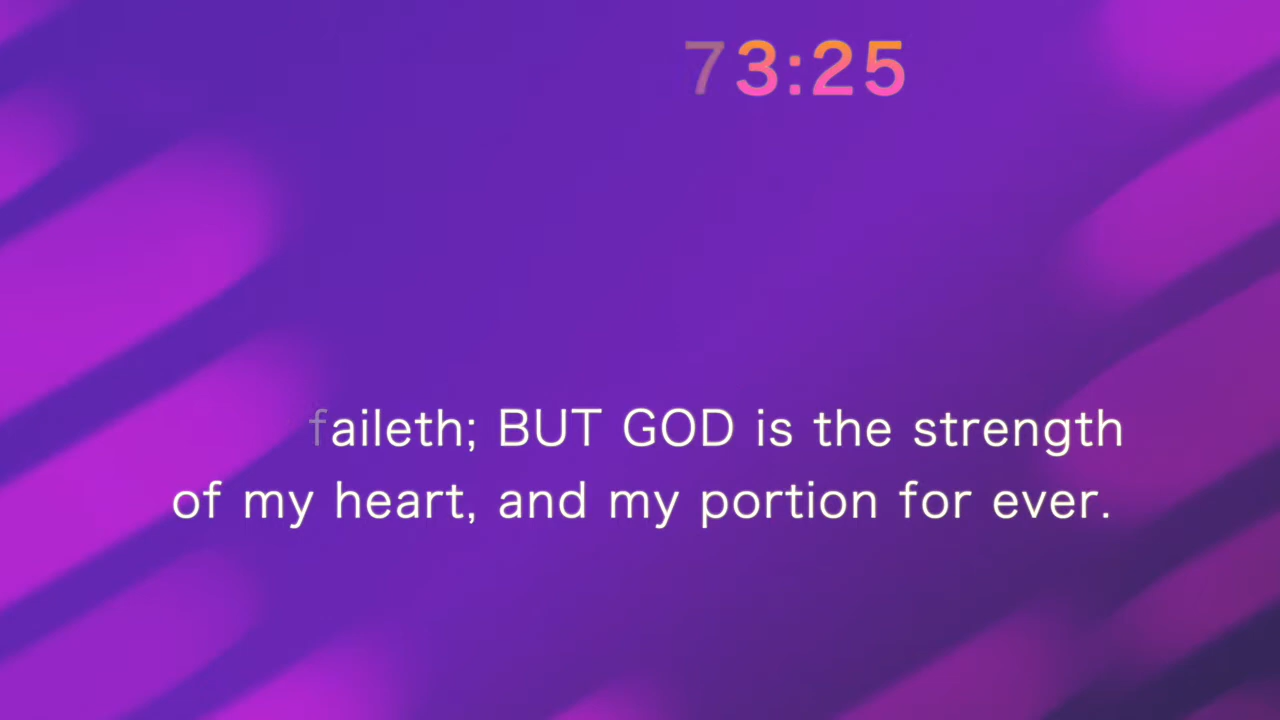 73:25
faileth; BUT GOD is the strength
of my heart, and my portion for ever.